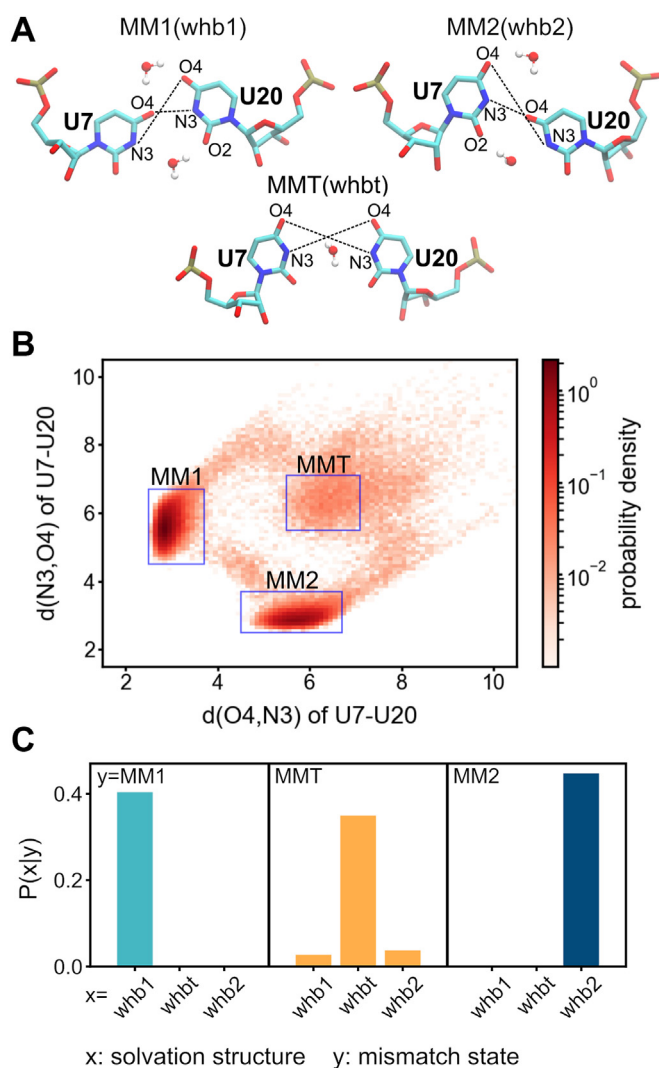 A
MM1(whb1)
MM2(whb2)
O4
O4
U7
O4
U20
U7
N3
O4
U20
N3
N3
O2
O2
N3
MMT(whbt)
O4
O4
U7
N3
N3
U20
B
10
8
6
4
2
d(N3,O4) of U7-U20
MM1
MMT
MM2
2
4
6
8
10
d(O4,N3) of U7-U20
10⁰
10⁻¹
10⁻²
probability density
C
y=MM1
MMT
MM2
0.4
0.2
0.0
P(x|y)
x=
whb1
whbt
whb2
whb1
whbt
whb2
whb1
whbt
whb2
x: solvation structure y: mismatch state